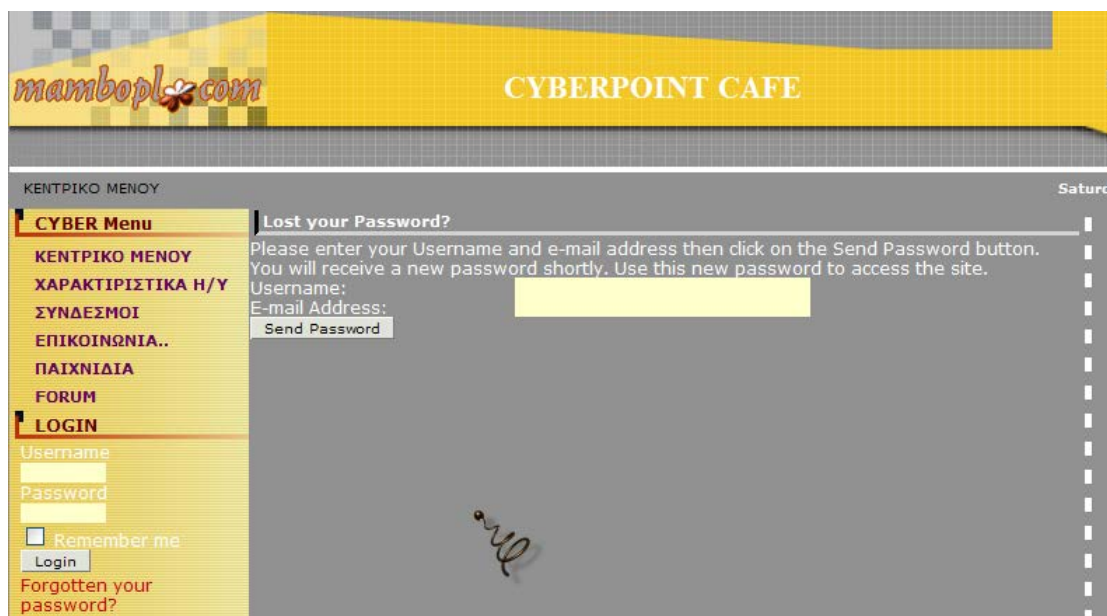 mamboplaza.com
CYBERPOINT CAFE
ΚΕΝΤΡΙΚΟ ΜΕΝΟΥ
CYBER Menu
ΚΕΝΤΡΙΚΟ ΜΕΝΟΥ
ΧΑΡΑΚΤΙΡΙΣΤΙΚΑ Η/Υ
ΣΥΝΔΕΣΜΟΙ
ΕΠΙΚΟΙΝΩΝΙΑ..
ΠΑΙΧΝΙΔΙΑ
FORUM
LOGIN
Username
Password
Remember me
Login
Forgotten your
password?
Lost your Password?
Please enter your Username and e-mail address then click on the Send Password button.
You will receive a new password shortly. Use this new password to access the site.
Username:
E-mail Address:
Send Password